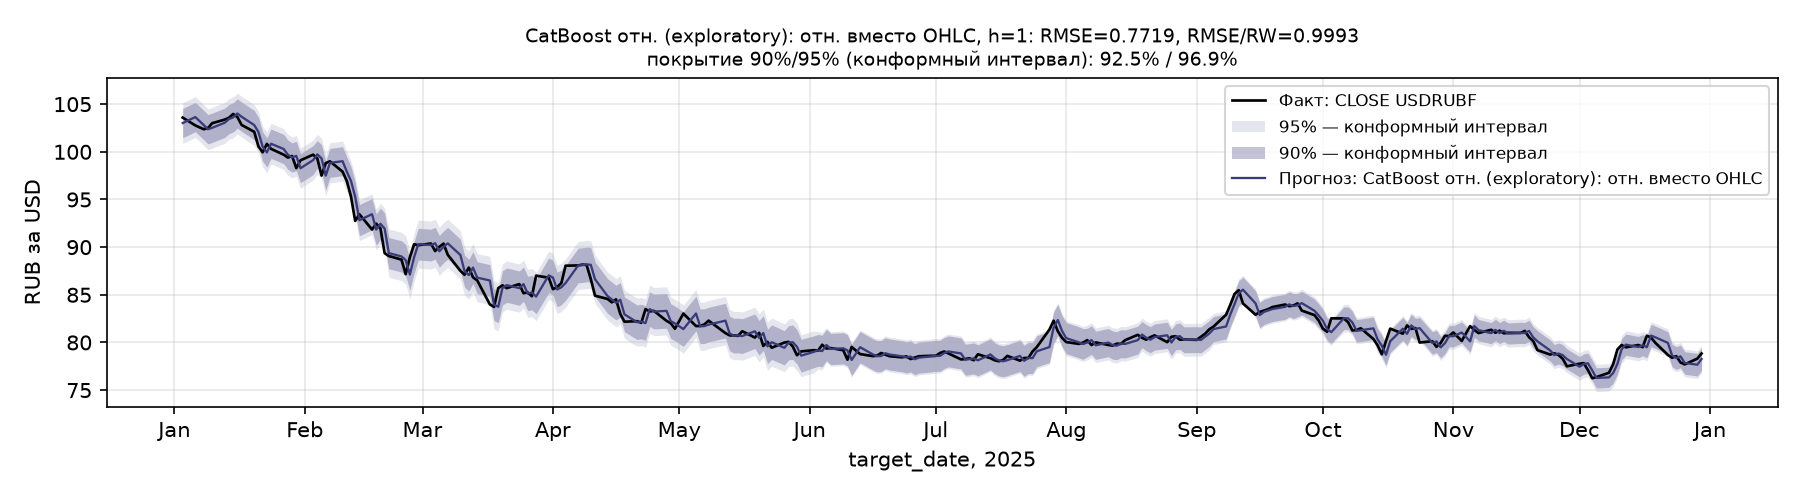 CatBoost отн. (exploratory): отн. вместо OHLC, h=1: RMSE=0.7719, RMSE/RW=0.9993
покрытие 90%/95% (конформный интервал): 92.5% / 96.9%
Факт: CLOSE USDRUBF
95% — конформный интервал
90% — конформный интервал
Прогноз: CatBoost отн. (exploratory): отн. вместо OHLC
RUB за USD
105
100
95
90
85
80
75
Jan Feb Mar Apr May Jun Jul Aug Sep Oct Nov Dec Jan
target_date, 2025